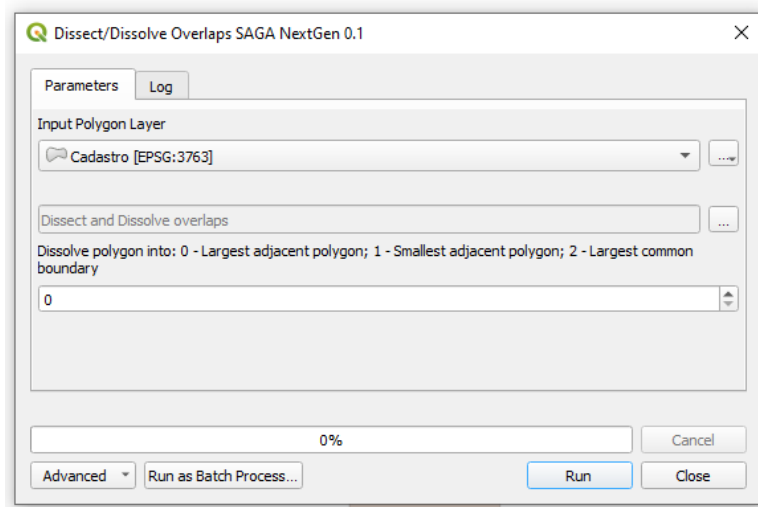 Dissect/Dissolve Overlaps SAGA NextGen 0.1
Parameters
Log
Input Polygon Layer
Cadastro [EPSG:3763]
...
Dissect and Dissolve overlaps
...
Dissolve polygon into: 0 - Largest adjacent polygon; 1 - Smallest adjacent polygon; 2 - Largest common
boundary
0
0%
Cancel
Advanced
Run as Batch Process...
Run
Close